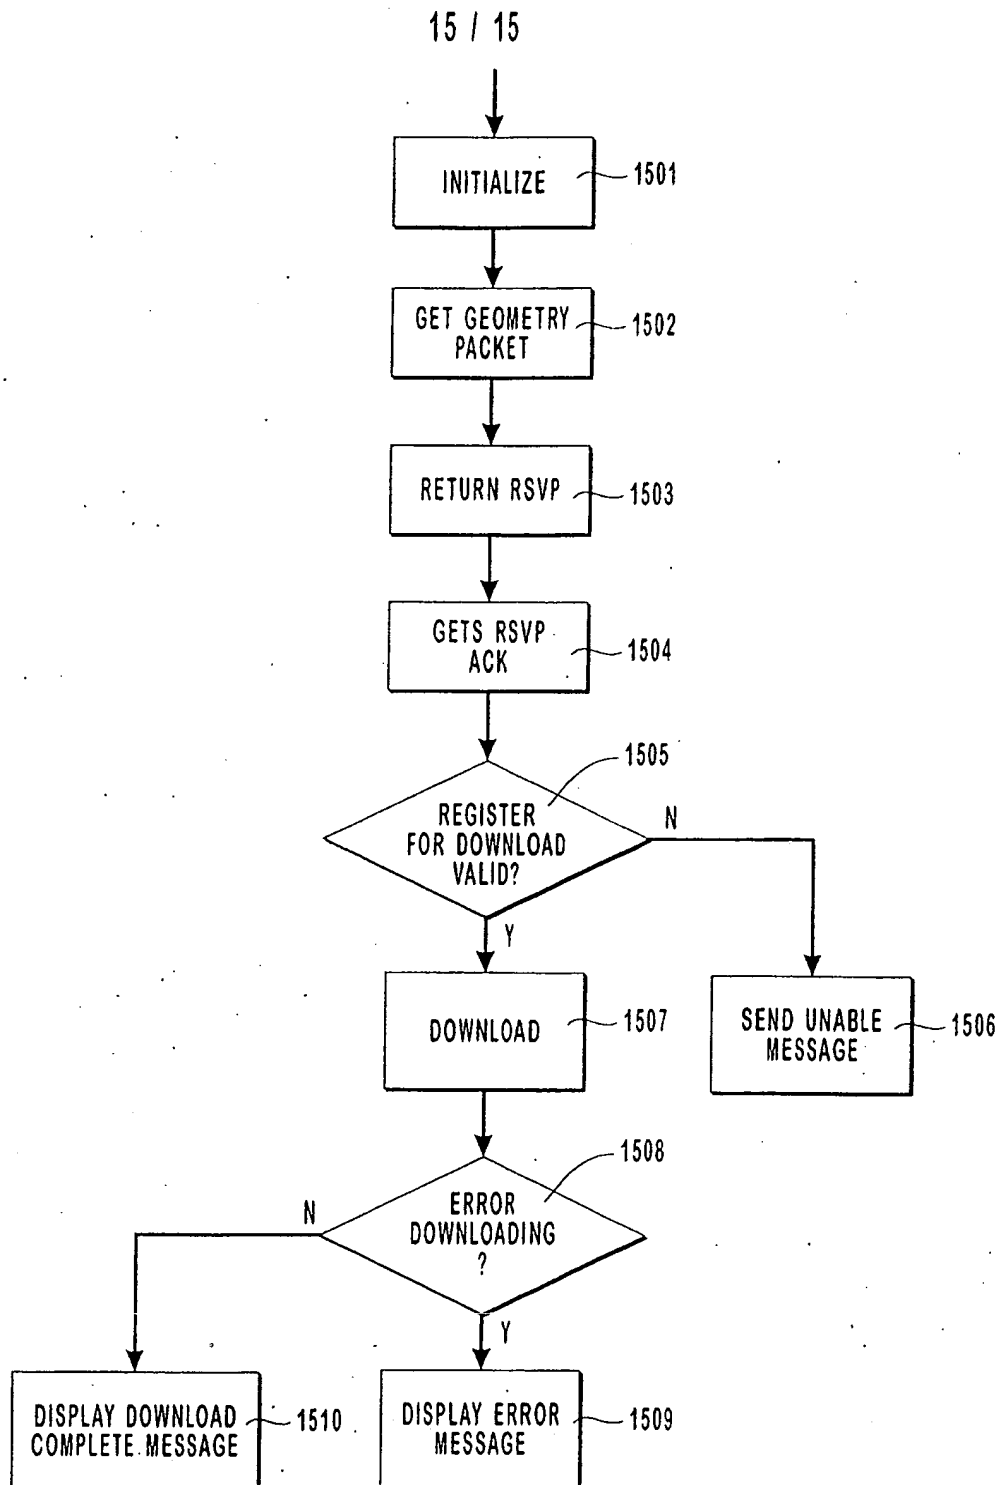 15 / 15
INITIALIZE
1501
GET GEOMETRY
PACKET
1502
RETURN RSVP
1503
GETS RSVP
ACK
1504
1505
REGISTER
FOR DOWNLOAD
VALID?
N
Y
DOWNLOAD
1507
SEND UNABLE
MESSAGE
1506
1508
ERROR
DOWNLOADING
?
N
Y
DISPLAY DOWNLOAD
COMPLETE MESSAGE
1510
DISPLAY ERROR
MESSAGE
1509